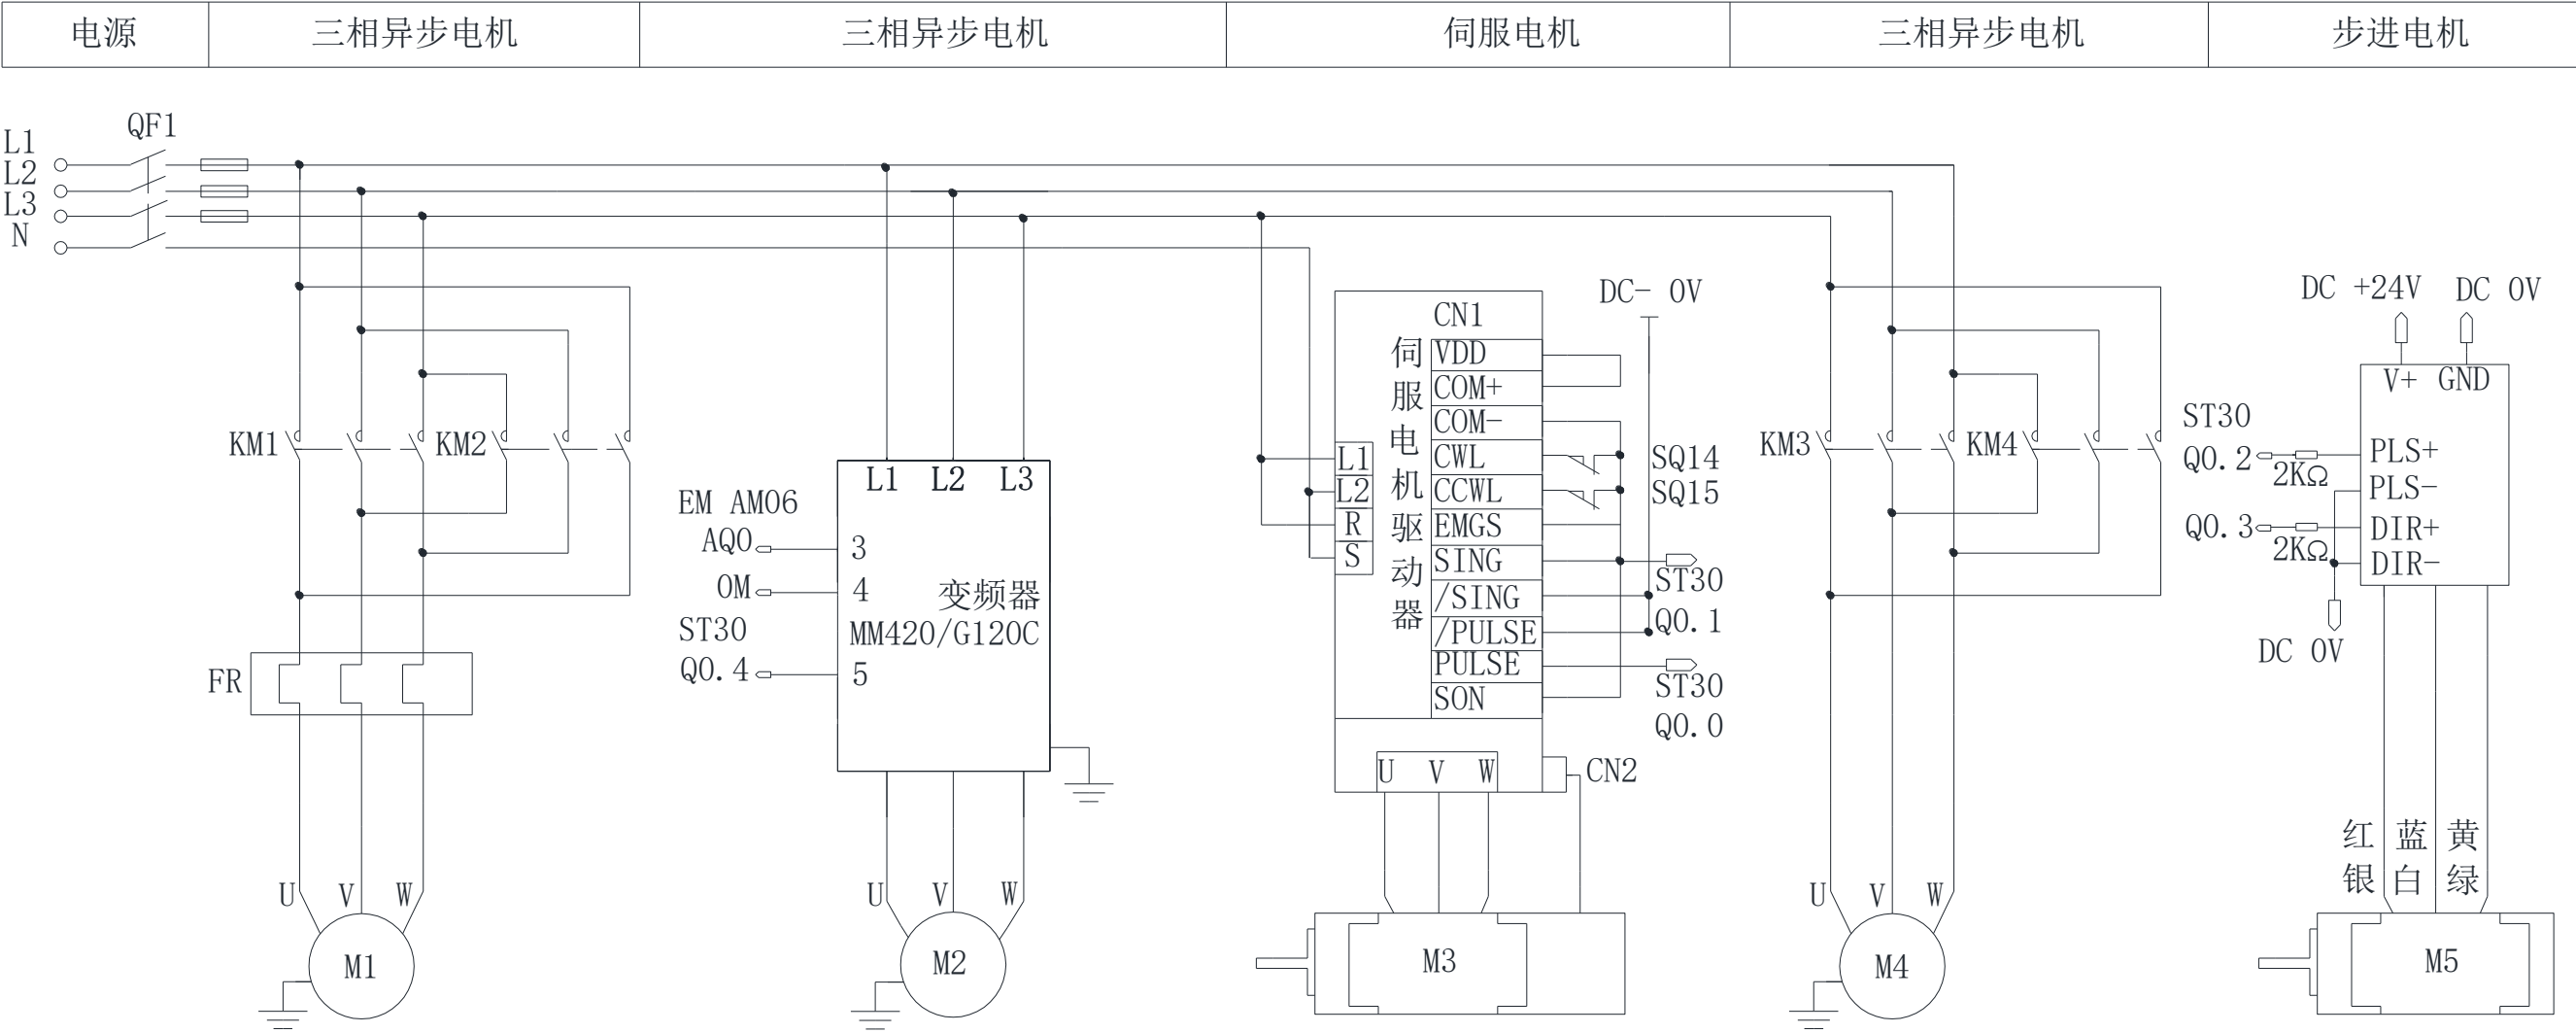 电源
三相异步电机
三相异步电机
伺服电机
三相异步电机
步进电机
QF1
L1
L2
L3
N
KM1
KM2
FR
U V W
M1
EM AM06
AQ0
0M
ST30
Q0.4
L1 L2 L3
3
4
5
变频器
MM420/G120C
U V W
M2
L1
L2
R
S
伺服电机驱动器
CN1
VDD
COM+
COM-
CWL
CCWL
EMGS
SING
/SING
/PULSE
PULSE
SON
DC- 0V
SQ14
SQ15
ST30
Q0.1
ST30
Q0.0
U V W
CN2
M3
KM3
KM4
U V W
M4
DC +24V
DC 0V
V+ GND
ST30
Q0.2
2KΩ
Q0.3
2KΩ
PLS+
PLS-
DIR+
DIR-
DC 0V
红 蓝 黄
银 白 绿
M5